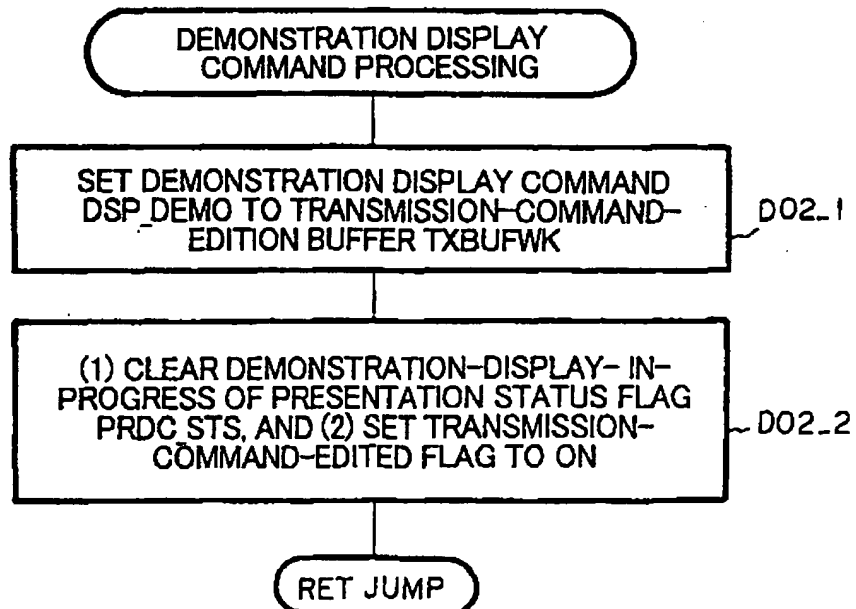 DEMONSTRATION DISPLAY
COMMAND PROCESSING
SET DEMONSTRATION DISPLAY COMMAND
DSP_DEMO TO TRANSMISSION-COMMAND-
EDITION BUFFER TXBUFWK
D02_1
(1) CLEAR DEMONSTRATION-DISPLAY- IN-
PROGRESS OF PRESENTATION STATUS FLAG
PRDC_STS, AND (2) SET TRANSMISSION-
COMMAND-EDITED FLAG TO ON
D02_2
RET JUMP